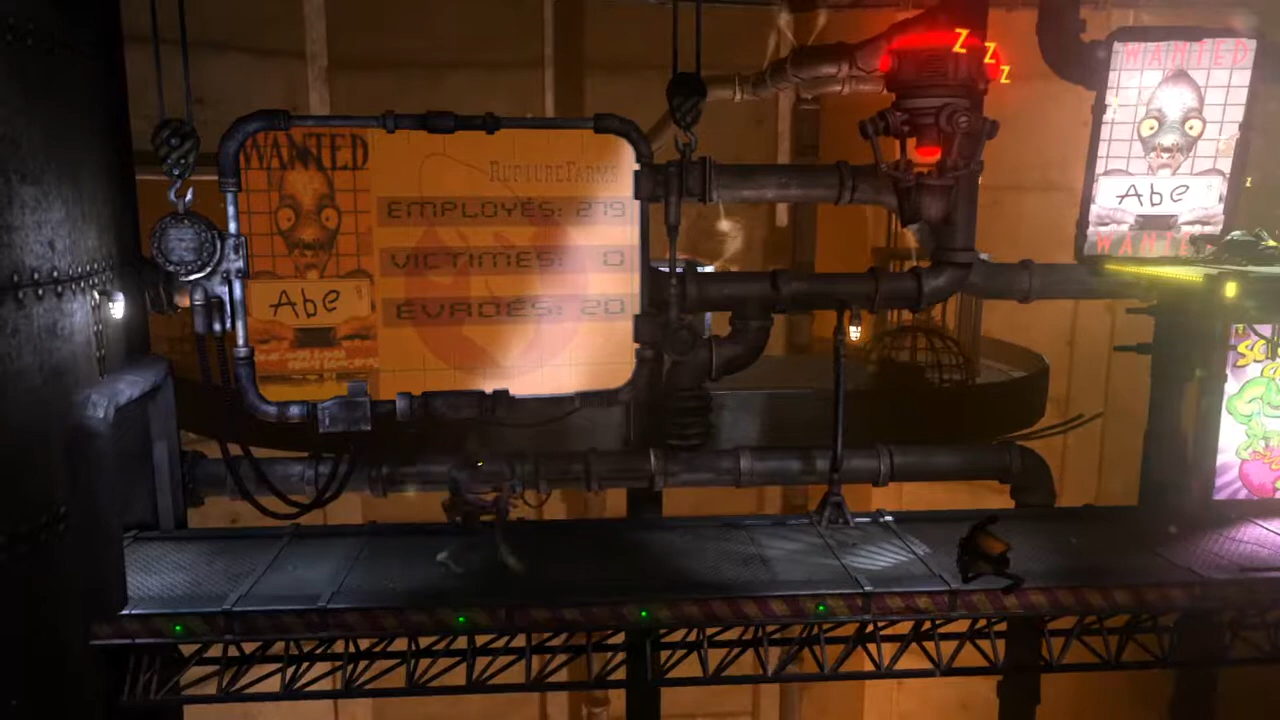 WANTED
RUPTUREFARMS
EMPLOYÉS: 279
VICTIMES: 0
ÉVADÉS: 20
Abe
Z
Z
Z
WANTED
Abe
WANTED